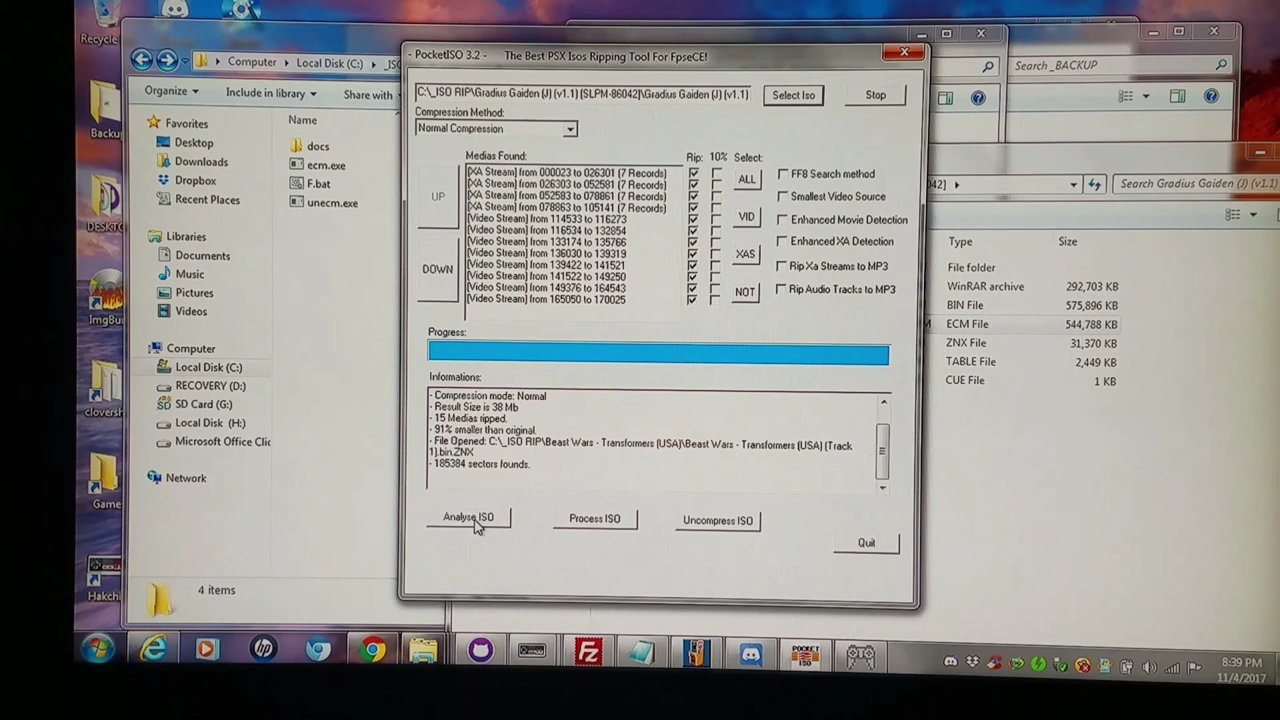 Recycle
Backup
DESKTO
ImgBur
clovershe
Game
Hakchi
Computer
Local Disk (C:)
_ISO
Organize
Include in library
Share with
Favorites
Desktop
Downloads
Dropbox
Recent Places
Libraries
Documents
Music
Pictures
Videos
Computer
Local Disk (C:)
RECOVERY (D:)
SD Card (G:)
Local Disk (H:)
Microsoft Office Clic
Network
Name
docs
ecm.exe
F.bat
unecm.exe
4 items
- PocketISO 3.2 - The Best PSX Isos Ripping Tool For FpseCE!
C:\_ISO RIP\Gradius Gaiden (J) [v1.1] [SLPM-86042]\Gradius Gaiden (J) [v1.1]
Select Iso
Stop
Compression Method:
Normal Compression
Medias Found:
Rip:
10%
Select:
UP
DOWN
[XA Stream] from 000023 to 026301 (7 Records)
[XA Stream] from 026303 to 052581 (7 Records)
[XA Stream] from 052583 to 078861 (7 Records)
[XA Stream] from 078863 to 105141 (7 Records)
[Video Stream] from 114533 to 116273
[Video Stream] from 116534 to 132854
[Video Stream] from 133174 to 135766
[Video Stream] from 136030 to 139319
[Video Stream] from 139422 to 141521
[Video Stream] from 141522 to 149250
[Video Stream] from 149376 to 164543
[Video Stream] from 165050 to 170025
ALL
VID
XAS
NOT
FF8 Search method
Smallest Video Source
Enhanced Movie Detection
Enhanced XA Detection
Rip Xa Streams to MP3
Rip Audio Tracks to MP3
Progress:
Informations:
- Compression mode: Normal
- Result Size is 38 Mb
- 15 Medias ripped.
- 91% smaller than original.
- File Opened: C:\_ISO RIP\Beast Wars - Transformers (USA)\Beast Wars - Transformers (USA) (Track
1).bin.ZNX
- 185384 sectors founds.
Analyse ISO
Process ISO
Uncompress ISO
Quit
Search _BACKUP
042]
Search Gradius Gaiden (J) (v1.1)
Type
Size
File folder
WinRAR archive
292,703 KB
BIN File
575,896 KB
ECM File
544,788 KB
ZNX File
31,370 KB
TABLE File
2,449 KB
CUE File
1 KB
POCKET
ISO
8:39 PM
11/4/2017